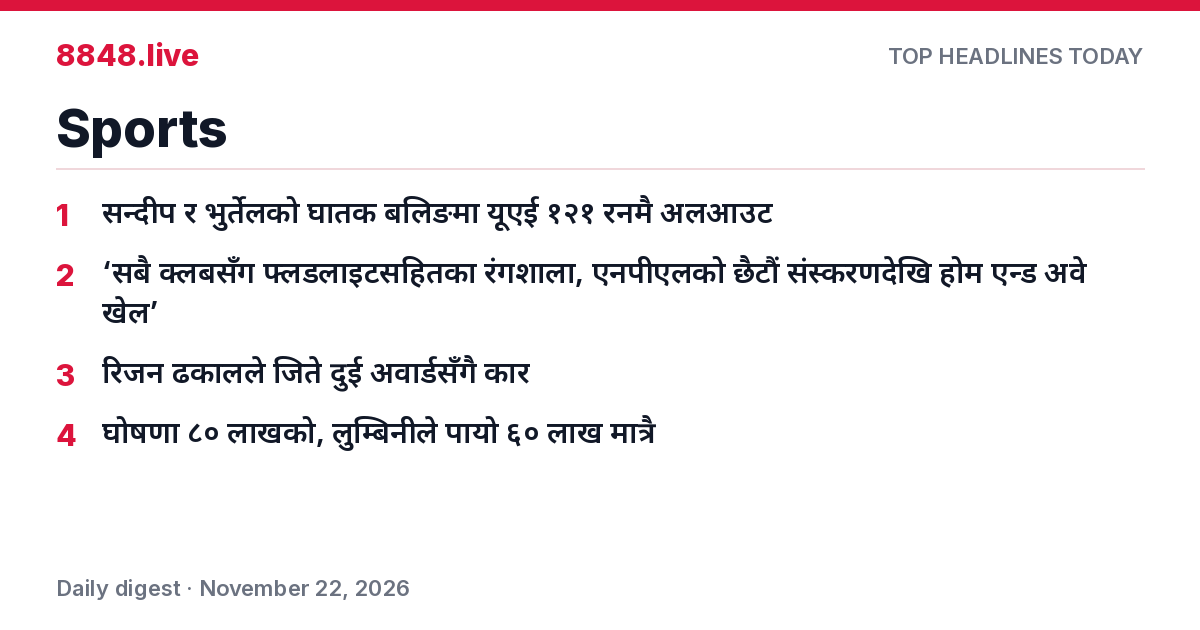 8848.live
TOP HEADLINES TODAY
Sports
1 सन्दीप र भुर्तेलको घातक बलिङमा यूएई १२१ रनमै अलआउट
2 ‘सबै क्लबसँग फ्लडलाइटसहितका रंगशाला, एनपीएलको छैटौं संस्करणदेखि होम एन्ड अवे
खेल’
3 रिजन ढकालले जिते दुई अवार्डसँगै कार
4 घोषणा ८० लाखको, लुम्बिनीले पायो ६० लाख मात्रै
Daily digest · November 22, 2026